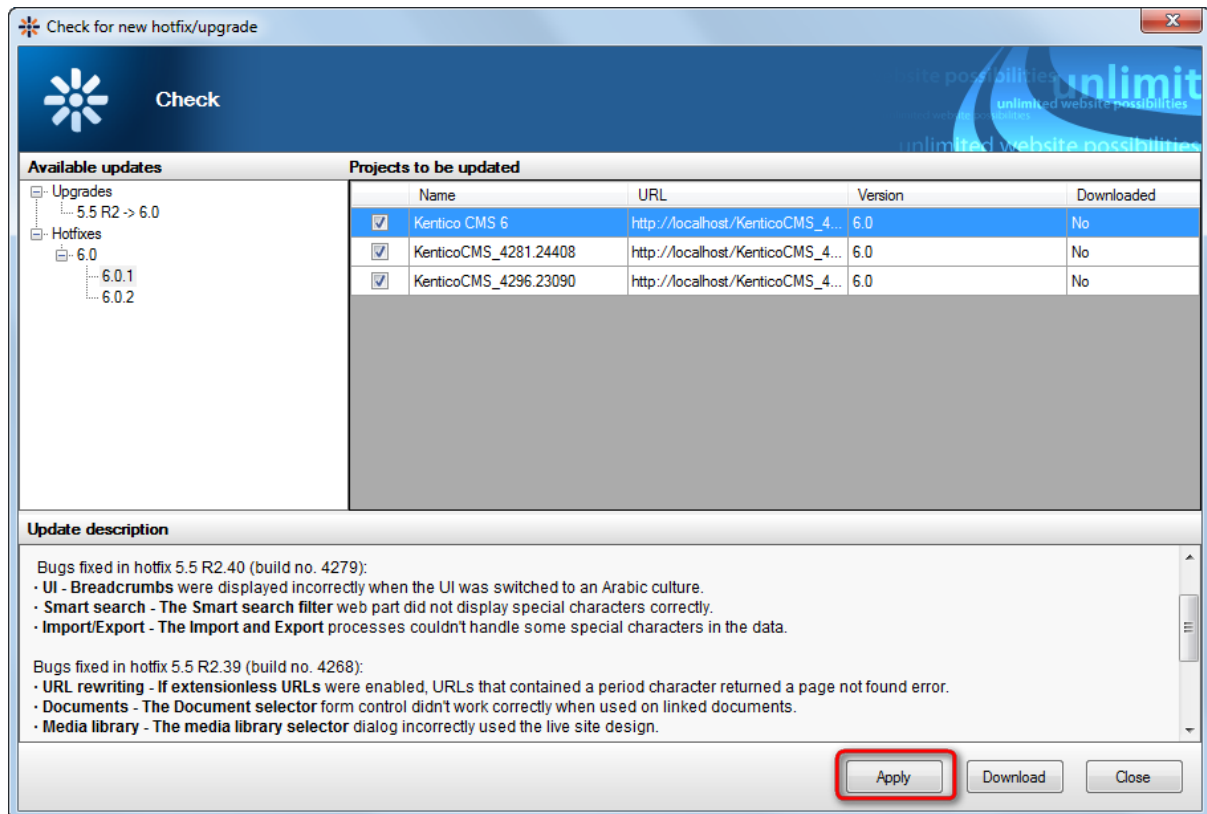 Check for new hotfix/upgrade
Check
site possibilities
unlimit
unlimited website possibilities
unlimited website possibilities
Available updates
Projects to be updated
Upgrades
5.5 R2 -> 6.0
Hotfixes
6.0
6.0.1
6.0.2
Name URL Version Downloaded
Kentico CMS 6 http://localhost/KenticoCMS_4... 6.0 No
KenticoCMS_4281.24408 http://localhost/KenticoCMS_4... 6.0 No
KenticoCMS_4296.23090 http://localhost/KenticoCMS_4... 6.0 No
Update description
Bugs fixed in hotfix 5.5 R2.40 (build no. 4279):
· UI - Breadcrumbs were displayed incorrectly when the UI was switched to an Arabic culture.
· Smart search - The Smart search filter web part did not display special characters correctly.
· Import/Export - The Import and Export processes couldn't handle some special characters in the data.
Bugs fixed in hotfix 5.5 R2.39 (build no. 4268):
· URL rewriting - If extensionless URLs were enabled, URLs that contained a period character returned a page not found error.
· Documents - The Document selector form control didn't work correctly when used on linked documents.
· Media library - The media library selector dialog incorrectly used the live site design.
Apply Download Close